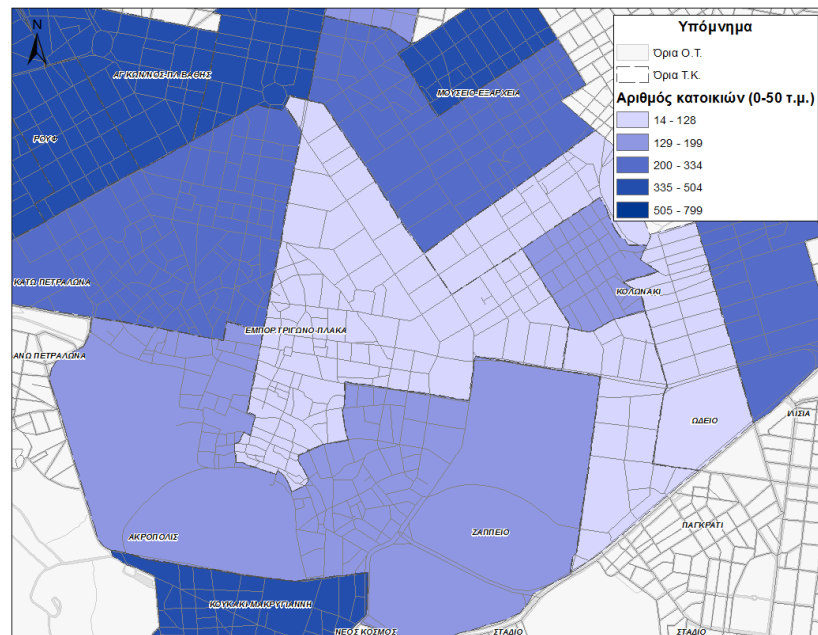 N
Υπόμνημα
Όρια Ο.Τ.
Όρια Τ.Κ.
Αριθμός κατοικιών (0-50 τ.μ.)
14 - 128
129 - 199
200 - 334
335 - 504
505 - 799
ΑΓ.ΚΩΝ/ΝΟΣ-ΠΛ.ΒΑΘΗΣ
ΜΟΥΣΕΙΟ-ΕΞΑΡΧΕΙΑ
ΡΟΥΦ
ΚΑΤΩ ΠΕΤΡΑΛΩΝΑ
ΚΟΛΩΝΑΚΙ
ΕΜΠΟΡ.ΤΡΙΓΩΝΟ-ΠΛΑΚΑ
ΑΝΩ ΠΕΤΡΑΛΩΝΑ
ΙΛΙΣΙΑ
ΩΔΕΙΟ
ΠΑΓΚΡΑΤΙ
ΑΚΡΟΠΟΛΙΣ
ΖΑΠΠΕΙΟ
ΚΟΥΚΑΚΙ-ΜΑΚΡΥΓΙΑΝΝΗ
ΝΕΟΣ ΚΟΣΜΟΣ
ΣΤΑΔΙΟ
ΣΤΑΔΙΟ